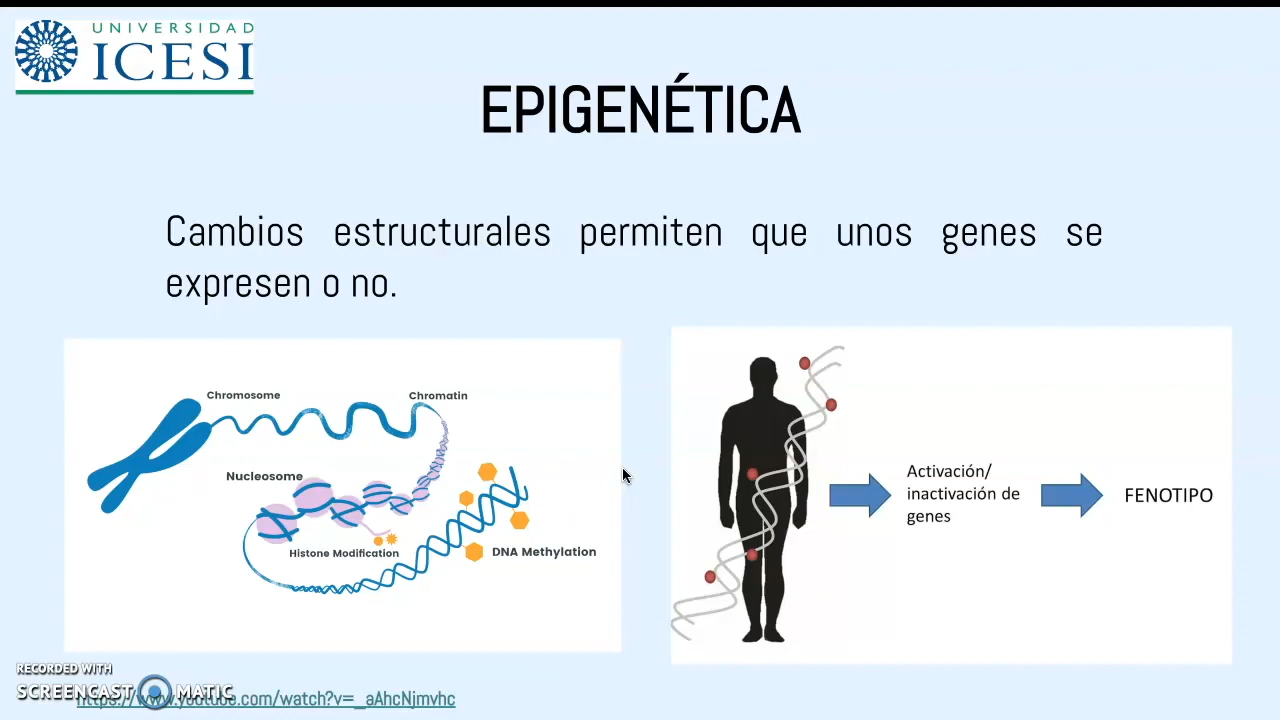 UNIVERSIDAD
ICESI
EPIGENÉTICA
Cambios estructurales permiten que unos genes se
expresen o no.
Chromosome
Chromatin
Nucleosome
Histone Modification
DNA Methylation
Activación/
inactivación de
genes
FENOTIPO
RECORDED WITH
SCREENCAST MATIC
https://www.youtube.com/watch?v=_aAhcNjmvhc